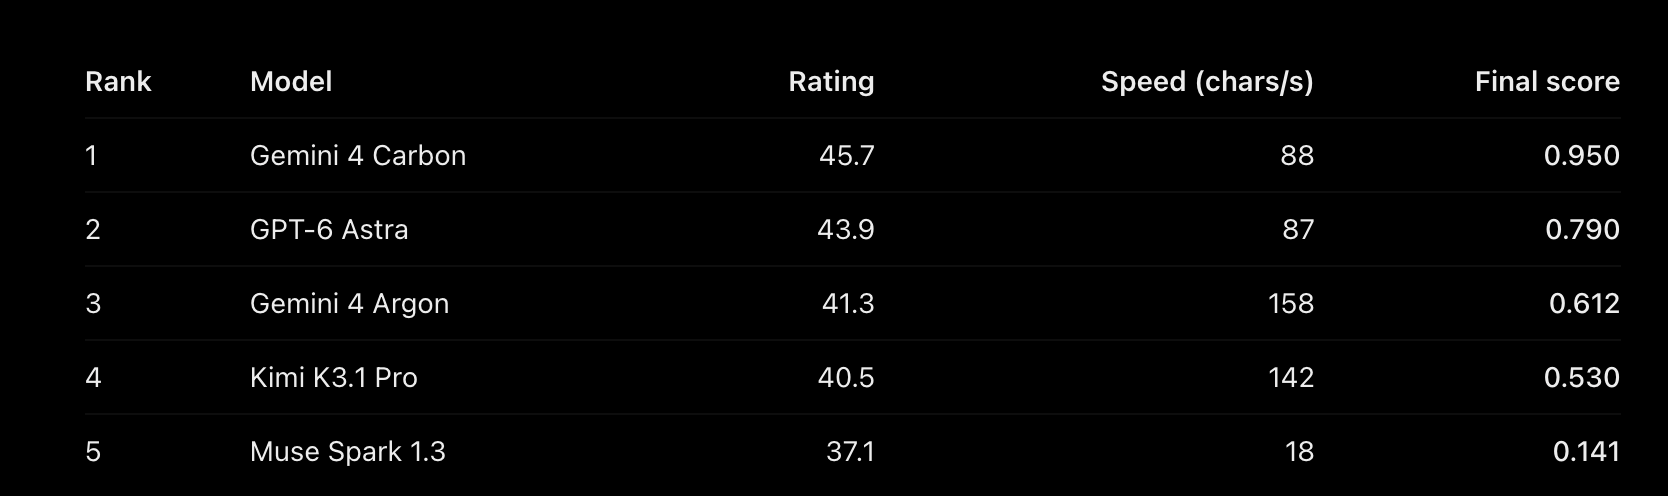 Rank Model Rating Speed (chars/s) Final score
1 Gemini 4 Carbon 45.7 88 0.950
2 GPT-6 Astra 43.9 87 0.790
3 Gemini 4 Argon 41.3 158 0.612
4 Kimi K3.1 Pro 40.5 142 0.530
5 Muse Spark 1.3 37.1 18 0.141